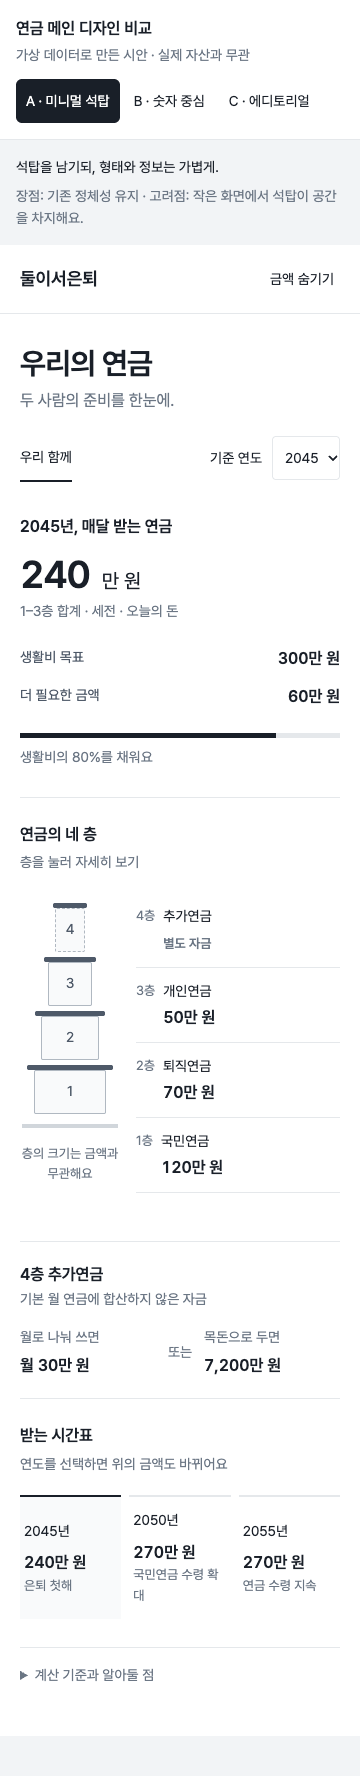 연금 메인 디자인 비교
가상 데이터로 만든 시안 · 실제 자산과 무관
A · 미니멀 석탑
B · 숫자 중심
C · 에디토리얼
석탑을 남기되, 형태와 정보는 가볍게.
장점: 기존 정체성 유지 · 고려점: 작은 화면에서 석탑이 공간
을 차지해요.
둘이서은퇴
금액 숨기기
우리의 연금
두 사람의 준비를 한눈에.
우리 함께
기준 연도
2045
2045년, 매달 받는 연금
240 만 원
1–3층 합계 · 세전 · 오늘의 돈
생활비 목표
300만 원
더 필요한 금액
60만 원
생활비의 80%를 채워요
연금의 네 층
층을 눌러 자세히 보기
4
3
2
1
층의 크기는 금액과
무관해요
4층 추가연금
별도 자금
3층 개인연금
50만 원
2층 퇴직연금
70만 원
1층 국민연금
120만 원
4층 추가연금
기본 월 연금에 합산하지 않은 자금
월로 나눠 쓰면
월 30만 원
또는
목돈으로 두면
7,200만 원
받는 시간표
연도를 선택하면 위의 금액도 바뀌어요
2045년
240만 원
은퇴 첫해
2050년
270만 원
국민연금 수령 확
대
2055년
270만 원
연금 수령 지속
▶ 계산 기준과 알아둘 점